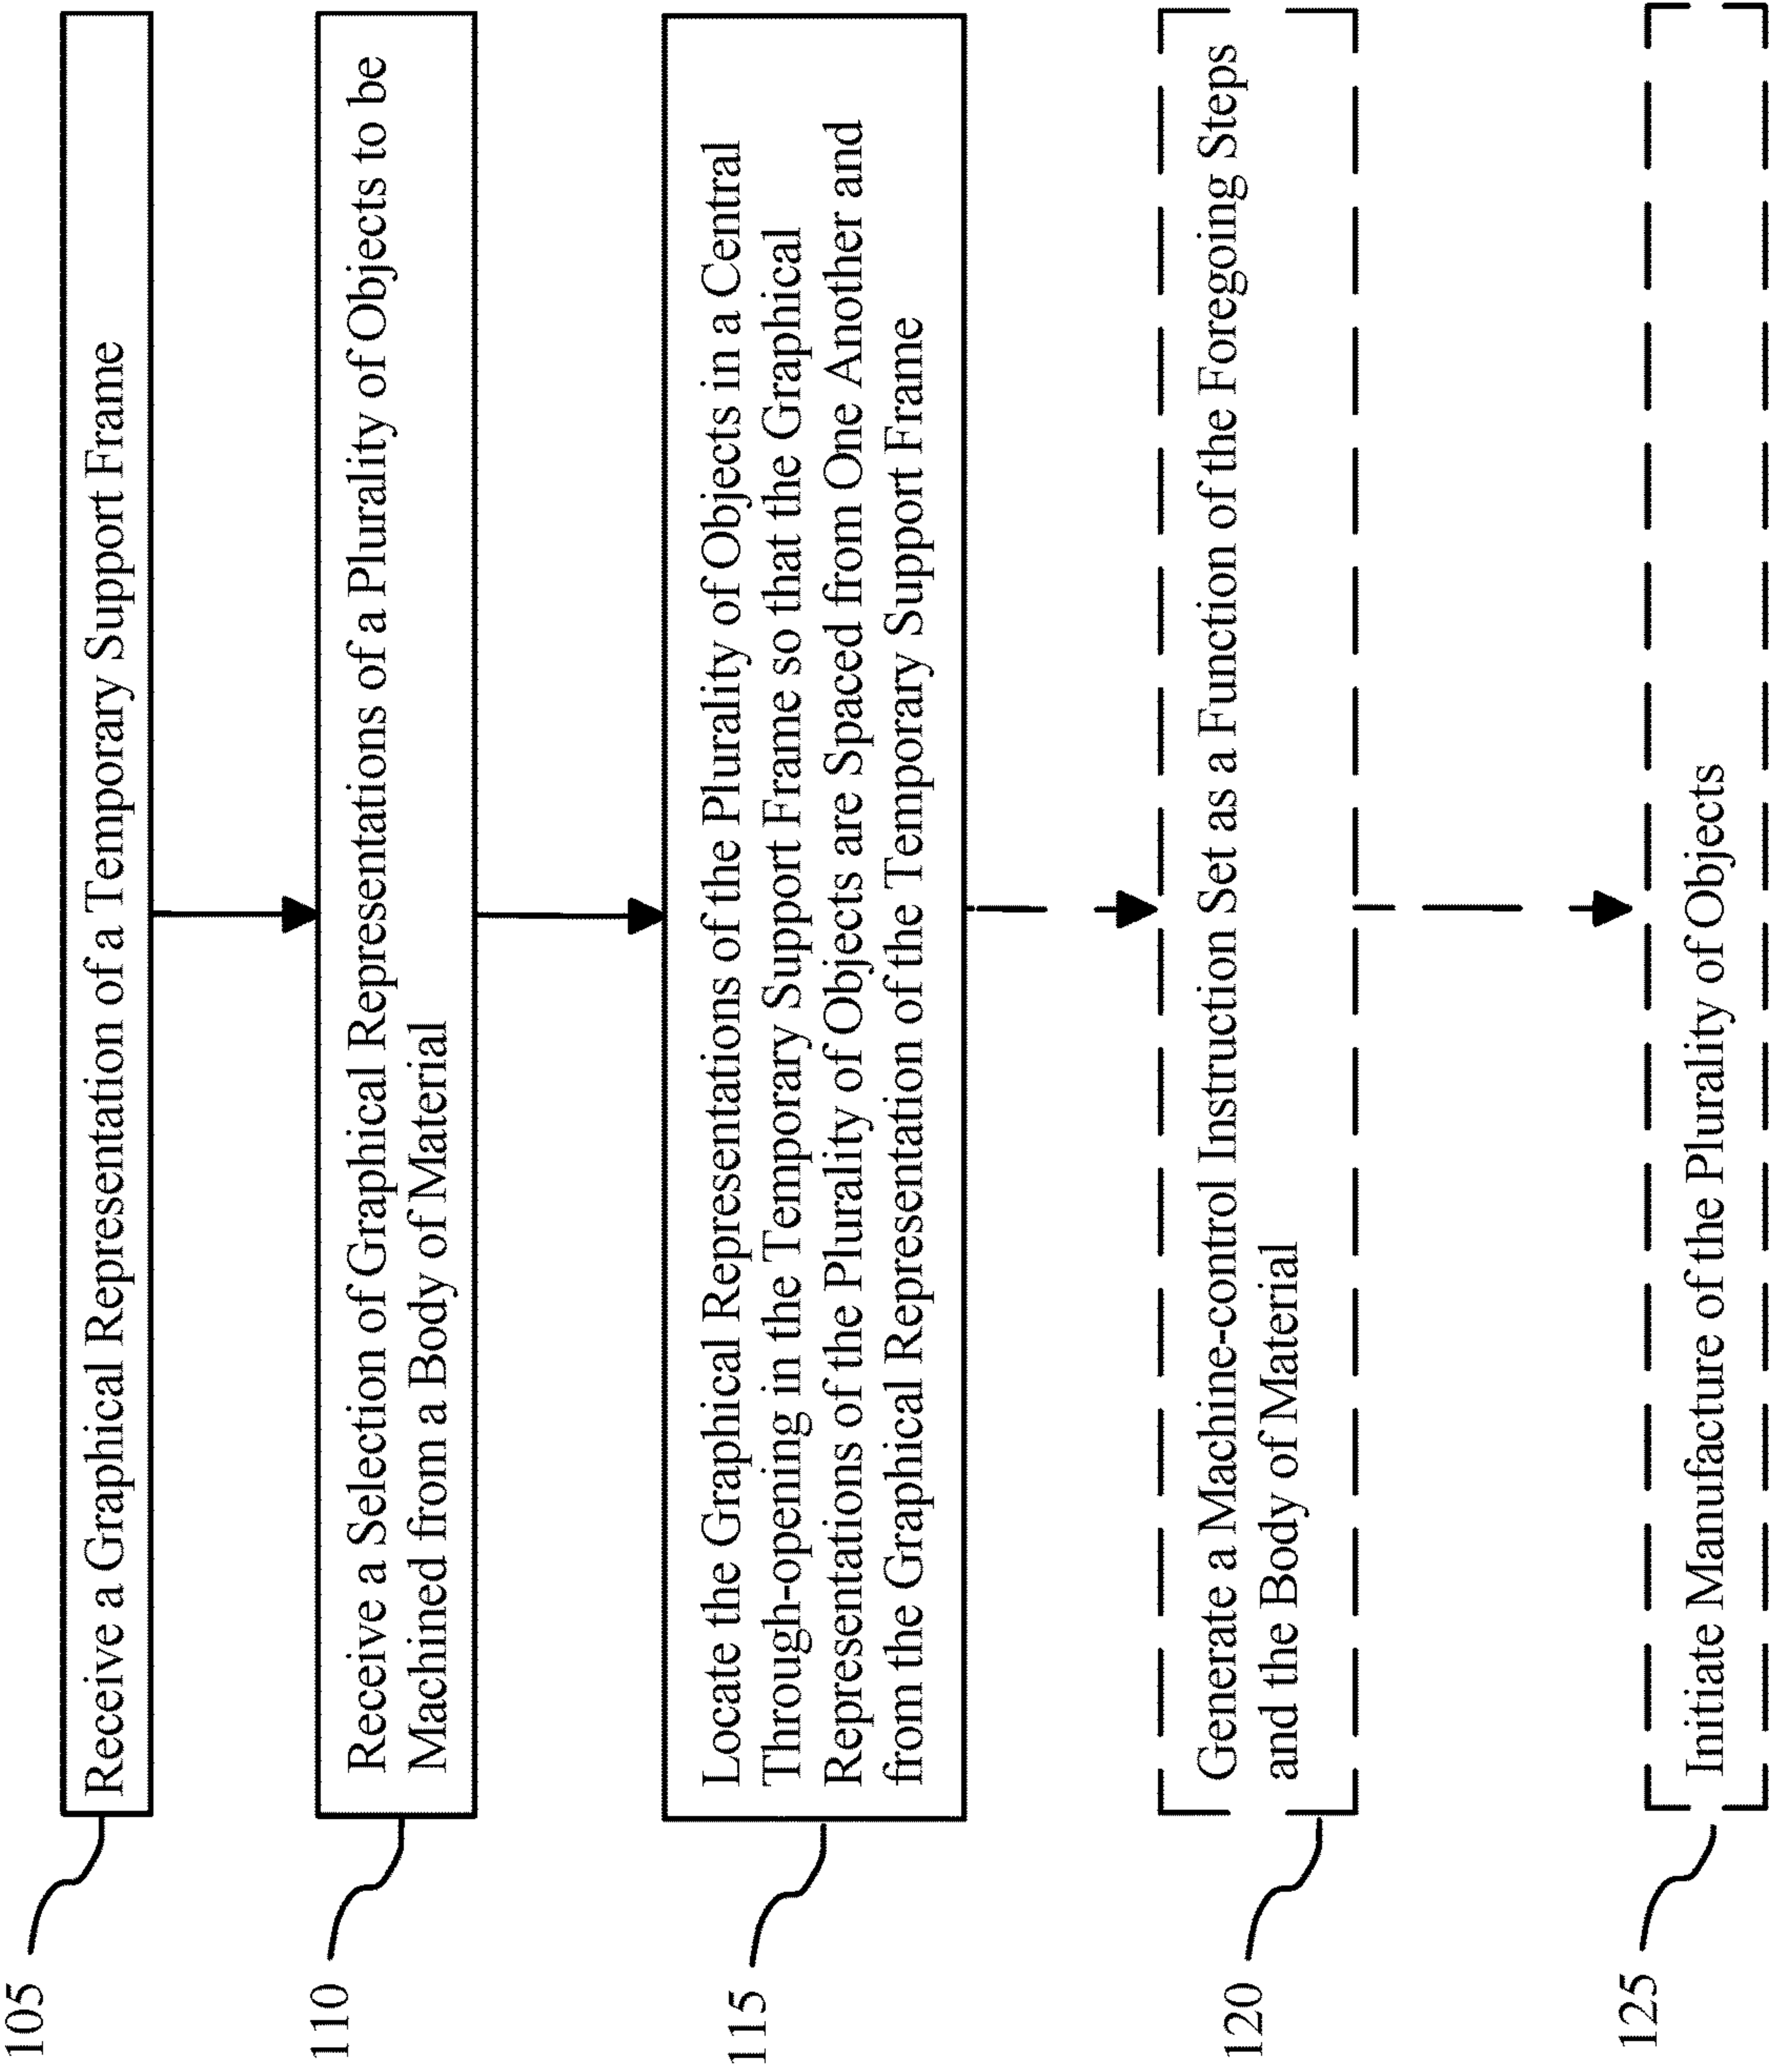 105
Receive a Graphical Representation of a Temporary Support Frame
110
Receive a Selection of Graphical Representations of a Plurality of Objects to be
Machined from a Body of Material
115
Locate the Graphical Representations of the Plurality of Objects in a Central
Through-opening in the Temporary Support Frame so that the Graphical
Representations of the Plurality of Objects are Spaced from One Another and
from the Graphical Representation of the Temporary Support Frame
120
Generate a Machine-control Instruction Set as a Function of the Foregoing Steps
and the Body of Material
125
Initiate Manufacture of the Plurality of Objects